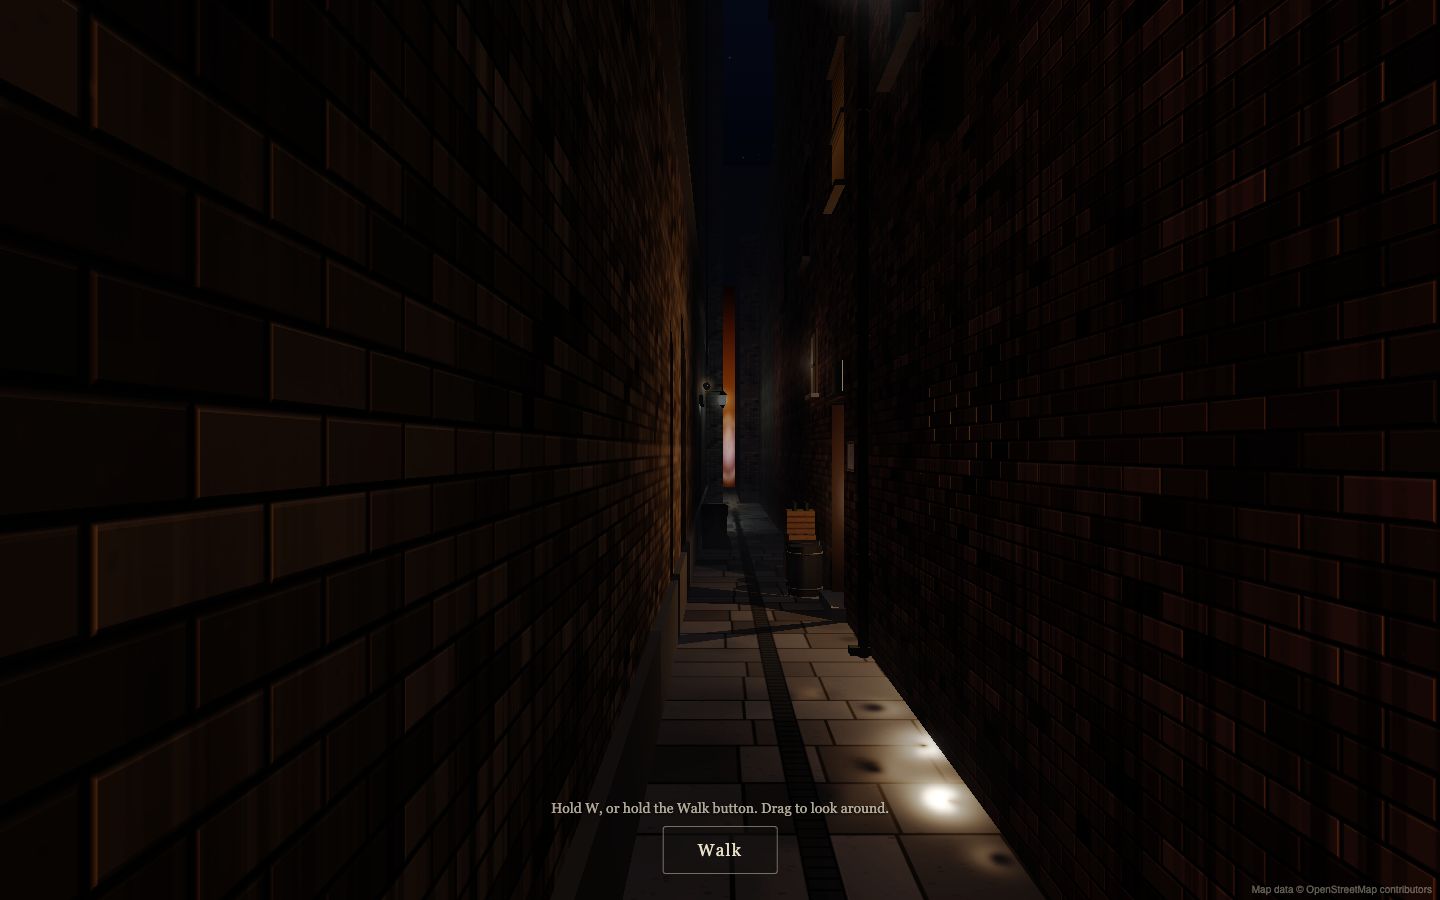 Hold W, or hold the Walk button. Drag to look around.
Walk
Map data © OpenStreetMap contributors